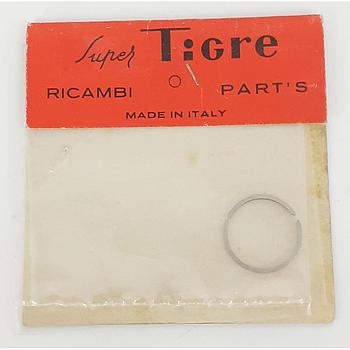 Super Tigre
RICAMBI PART'S
MADE IN ITALY